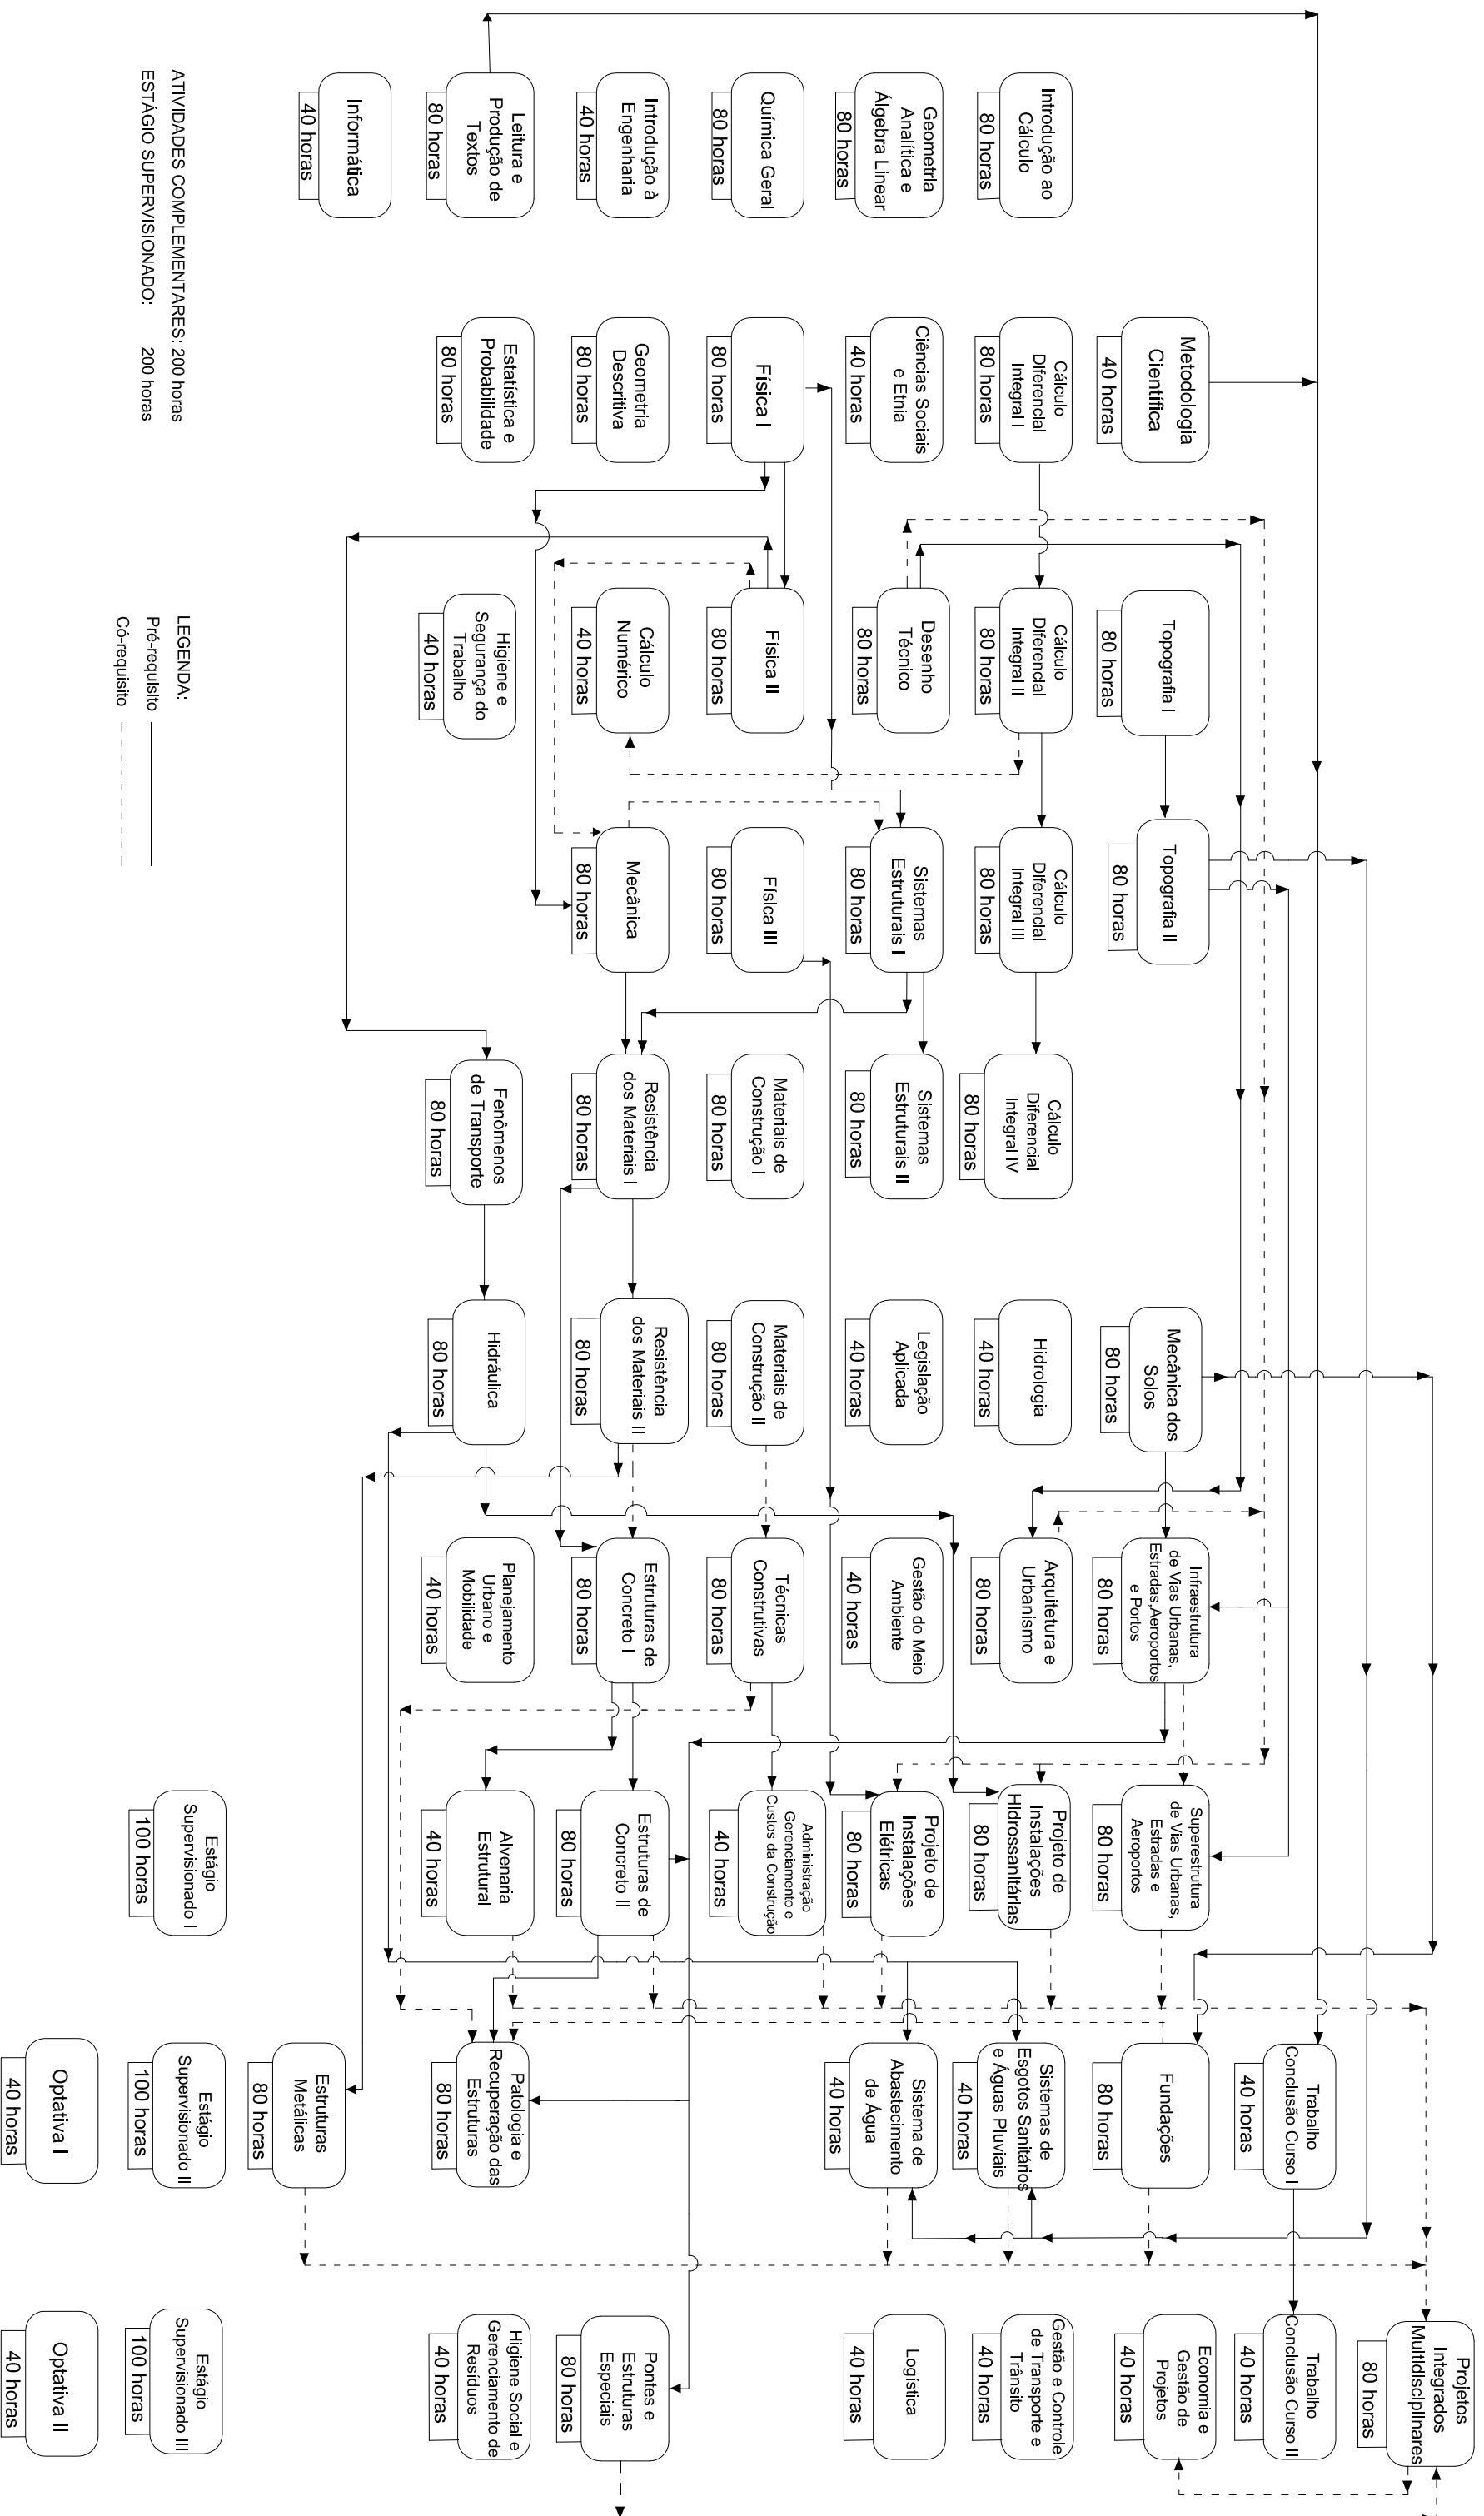 Introdução ao
Cálculo
80 horas
Geometria
Analítica e
Álgebra Linear
80 horas
Química Geral
80 horas
Introdução à
Engenharia
40 horas
Leitura e
Produção de
Textos
80 horas
Informática
40 horas
ATIVIDADES COMPLEMENTARES: 200 horas
ESTÁGIO SUPERVISIONADO: 200 horas
Metodologia
Científica
40 horas
Cálculo
Diferencial
Integral I
80 horas
Ciências Sociais
e Etnia
40 horas
Física I
80 horas
Geometria
Descritiva
80 horas
Estatística e
Probabilidade
80 horas
Topografia I
80 horas
Cálculo
Diferencial
Integral II
80 horas
Desenho
Técnico
80 horas
Física II
80 horas
Cálculo
Numérico
40 horas
Higiene e
Segurança do
Trabalho
40 horas
LEGENDA:
Pré-requisito
Có-requisito
Topografia II
80 horas
Cálculo
Diferencial
Integral III
80 horas
Sistemas
Estruturais I
80 horas
Física III
80 horas
Mecânica
80 horas
Cálculo
Diferencial
Integral IV
80 horas
Sistemas
Estruturais II
80 horas
Materiais de
Construção I
80 horas
Resistência
dos Materiais I
80 horas
Fenômenos
de Transporte
80 horas
Mecânica dos
Solos
80 horas
Hidrologia
40 horas
Legislação
Aplicada
40 horas
Materiais de
Construção II
80 horas
Resistência
dos Materiais II
80 horas
Hidráulica
80 horas
Infraestrutura
de Vias Urbanas,
Estradas,Aeroportos
e Portos
80 horas
Arquitetura e
Urbanismo
80 horas
Gestão do Meio
Ambiente
40 horas
Técnicas
Construtivas
80 horas
Estruturas de
Concreto I
80 horas
Planejamento
Urbano e
Mobilidade
40 horas
Superestrutura
de Vias Urbanas,
Estradas e
Aeroportos
80 horas
Projeto de
Instalações
Hidrossanitárias
80 horas
Projeto de
Instalações
Elétricas
80 horas
Administração
Gerenciamento e
Custos da Construção
40 horas
Estruturas de
Concreto II
80 horas
Alvenaria
Estrutural
40 horas
Estágio
Supervisionado I
100 horas
Trabalho
Conclusão Curso I
40 horas
Fundações
80 horas
Sistemas de
Esgotos Sanitários
e Águas Pluviais
40 horas
Sistema de
Abastecimento
de Água
40 horas
Patologia e
Recuperação das
Estruturas
80 horas
Estruturas
Metálicas
80 horas
Estágio
Supervisionado II
100 horas
Optativa I
40 horas
Projetos
Integrados
Multidisciplinares
80 horas
Trabalho
Conclusão Curso II
40 horas
Economia e
Gestão de
Projetos
40 horas
Gestão e Controle
de Transporte e
Trânsito
40 horas
Logística
40 horas
Pontes e
Estruturas
Especiais
80 horas
Higiene Social e
Gerenciamento de
Resíduos
40 horas
Estágio
Supervisionado III
100 horas
Optativa II
40 horas